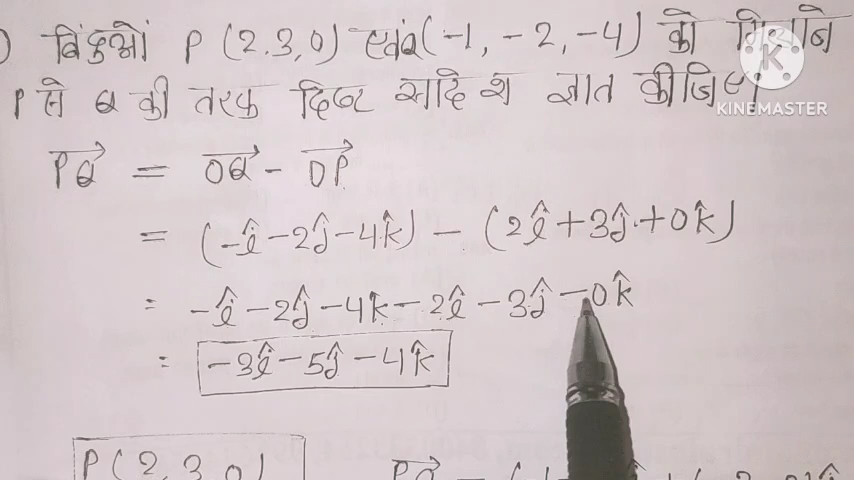 ) बिंदुओं P (2,3,0) एवं Q(-1, -2, -4) को मिलाने
P से Q की तरफ दिष्ट सदिश ज्ञात कीजिए।
KINEMASTER
PQ⃗ = OQ⃗ - OP⃗
= (-î - 2ĵ - 4k̂) - (2î + 3ĵ + 0k̂)
= -î - 2ĵ - 4k - 2î - 3ĵ - 0k̂
= -3î - 5ĵ - 4k̂
P(2,3,0)